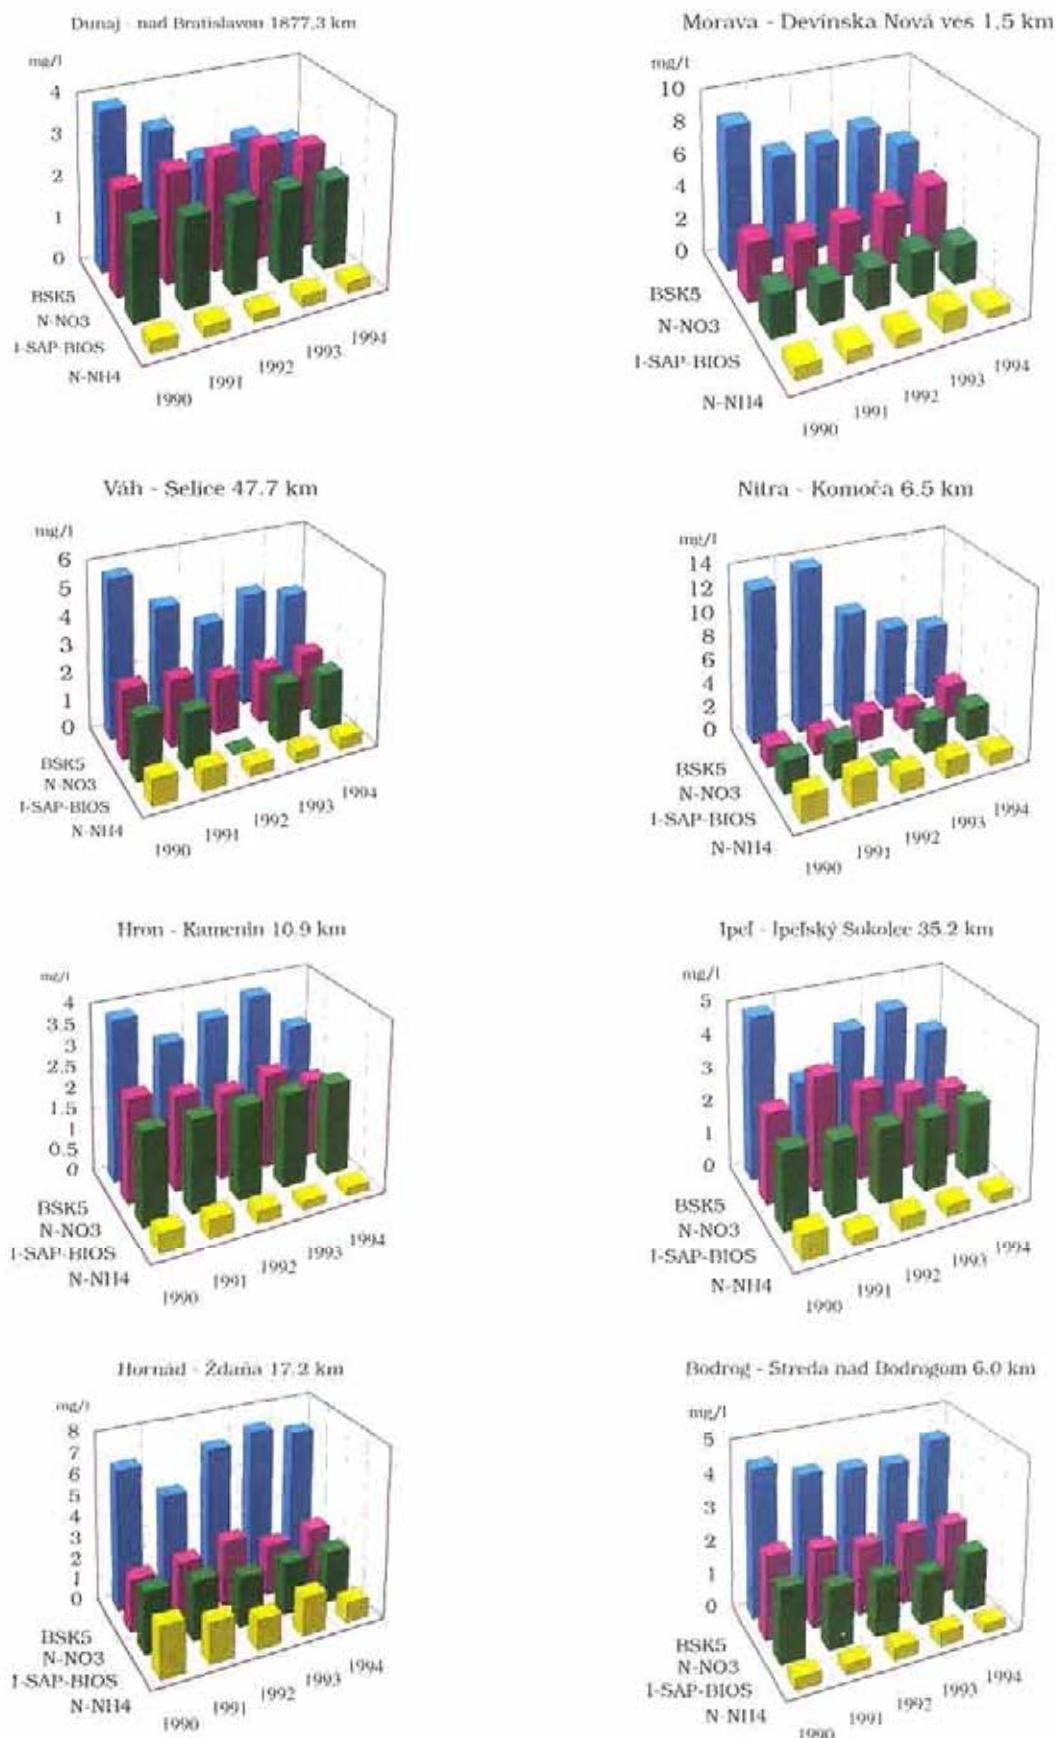 Dunaj - nad Bratislavou 1877,3 km
mg/l
4
3
2
1
0
BSK5
N-NO3
I-SAP-BIOS
N-NH4
1990
1991
1992
1993
1994
Morava - Devínska Nová ves 1,5 km
mg/l
10
8
6
4
2
0
BSK5
N-NO3
I-SAP-BIOS
N-NH4
1990
1991
1992
1993
1994
Váh - Selice 47.7 km
mg/l
6
5
4
3
2
1
0
BSK5
N-NO3
I-SAP-BIOS
N-NH4
1990
1991
1992
1993
1994
Nitra - Komoča 6.5 km
mg/l
14
12
10
8
6
4
2
0
BSK5
N-NO3
I-SAP-BIOS
N-NH4
1990
1991
1992
1993
1994
Hron - Kamenin 10.9 km
mg/l
4
3.5
3
2.5
2
1.5
1
0.5
0
BSK5
N-NO3
I-SAP-BIOS
N-NH4
1990
1991
1992
1993
1994
Ipeľ - Ipeľský Sokolec 35.2 km
mg/l
5
4
3
2
1
0
BSK5
N-NO3
I-SAP-BIOS
N-NH4
1990
1991
1992
1993
1994
Hornád - Ždaňa 17.2 km
mg/l
8
7
6
5
4
3
2
1
0
BSK5
N-NO3
I-SAP-BIOS
N-NH4
1990
1991
1992
1993
1994
Bodrog - Streda nad Bodrogom 6.0 km
mg/l
5
4
3
2
1
0
BSK5
N-NO3
I-SAP-BIOS
N-NH4
1990
1991
1992
1993
1994